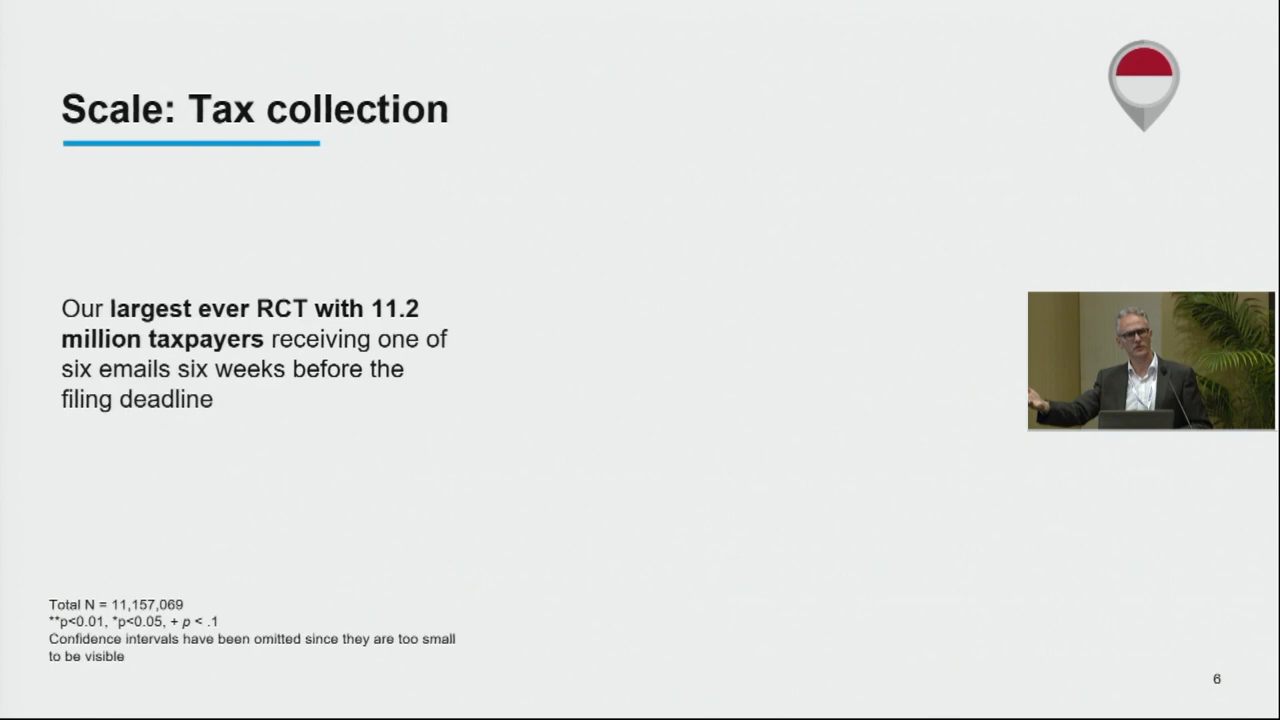 Scale: Tax collection
Our largest ever RCT with 11.2
million taxpayers receiving one of
six emails six weeks before the
filing deadline
Total N = 11,157,069
**p<0.01, *p<0.05, + p < .1
Confidence intervals have been omitted since they are too small
to be visible
6